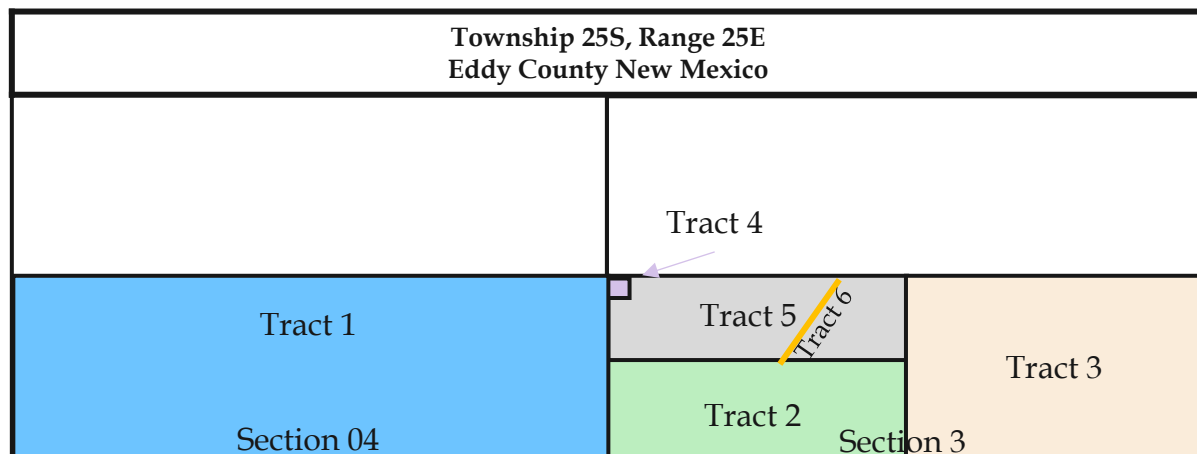 Township 25S, Range 25E
Eddy County New Mexico
Tract 4
Tract 1
Tract 5
Tract 6
Tract 3
Tract 2
Section 04
Section 3